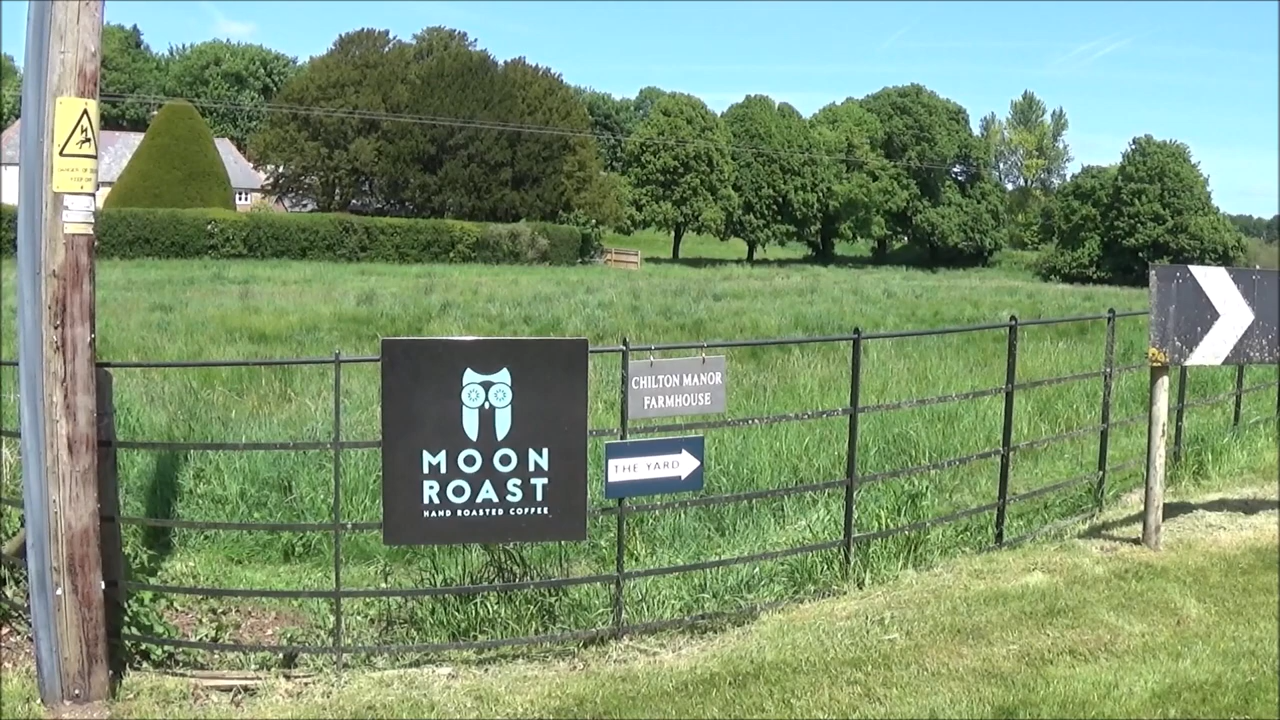 MOON
ROAST
HAND ROASTED COFFEE
CHILTON MANOR
FARMHOUSE
THE YARD